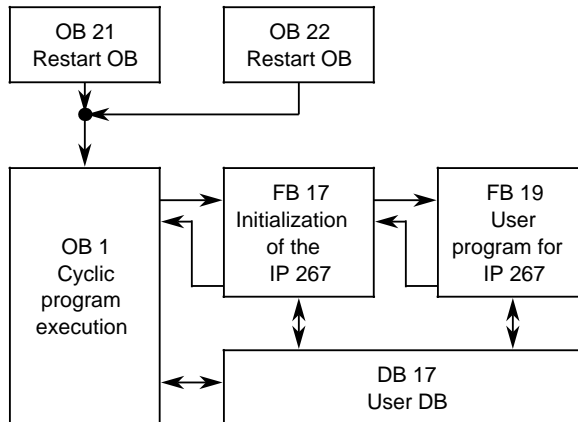 OB 21
Restart OB
OB 22
Restart OB
OB 1
Cyclic
program
execution
FB 17
Initialization
of the
IP 267
FB 19
User
program for
IP 267
DB 17
User DB